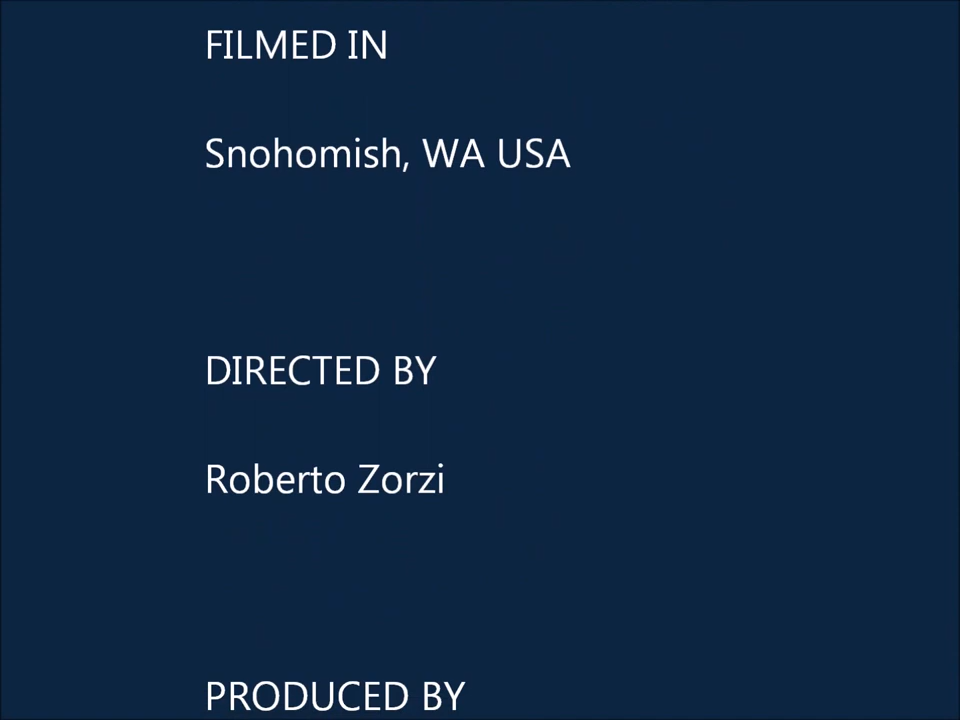 FILMED IN
Snohomish, WA USA
DIRECTED BY
Roberto Zorzi
PRODUCED BY